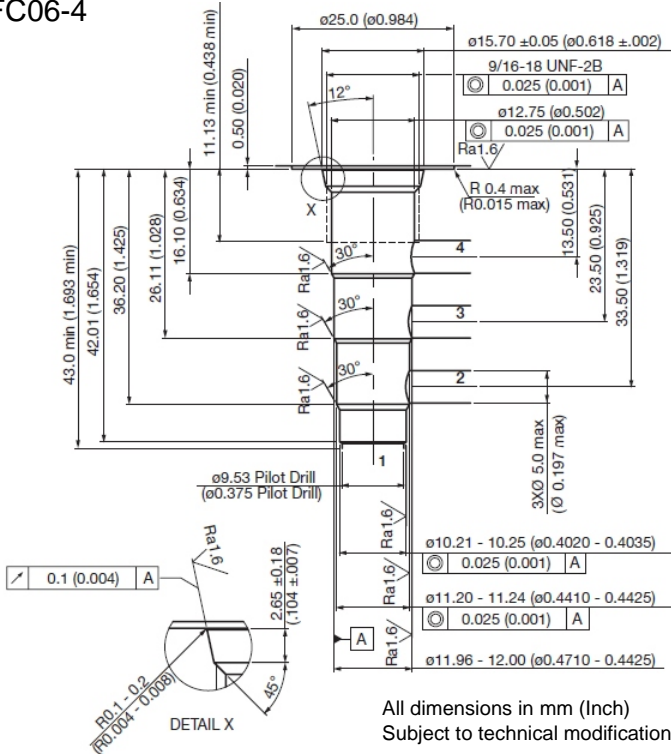 FC06-4
ø25.0 (ø0.984)
ø15.70 ±0.05 (ø0.618 ±.002)
9/16-18 UNF-2B
0.025 (0.001) A
ø12.75 (ø0.502)
0.025 (0.001) A
Ra1.6
R 0.4 max
(R0.015 max)
12°
X
11.13 min (0.438 min)
0.50 (0.020)
16.10 (0.634)
26.11 (1.028)
36.20 (1.425)
42.01 (1.654)
43.0 min (1.693 min)
13.50 (0.531)
23.50 (0.925)
33.50 (1.319)
4
30°
Ra1.6
3
30°
Ra1.6
2
30°
Ra1.6
1
3XØ 5.0 max
(Ø 0.197 max)
ø9.53 Pilot Drill
(ø0.375 Pilot Drill)
Ra1.6
ø10.21 - 10.25 (ø0.4020 - 0.4035)
0.025 (0.001) A
Ra1.6
ø11.20 - 11.24 (ø0.4410 - 0.4425)
0.025 (0.001) A
A
Ra1.6
ø11.96 - 12.00 (ø0.4710 - 0.4425)
Ra1.6
0.1 (0.004) A
2.65 ±0.18
(.104 ±.007)
45°
R0.1 - 0.2
(R0.004 - 0.008)
DETAIL X
All dimensions in mm (Inch)
Subject to technical modification